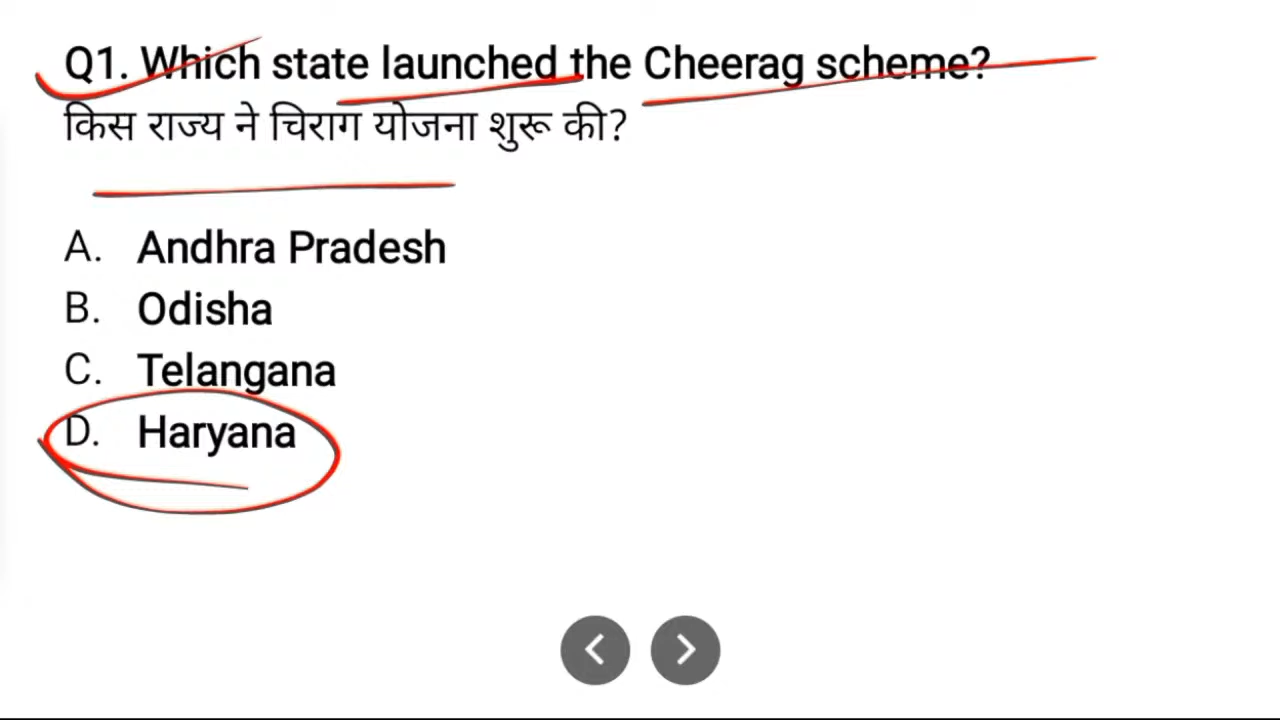 Q1. Which state launched the Cheerag scheme?
किस राज्य ने चिराग योजना शुरू की?
A. Andhra Pradesh
B. Odisha
C. Telangana
D. Haryana